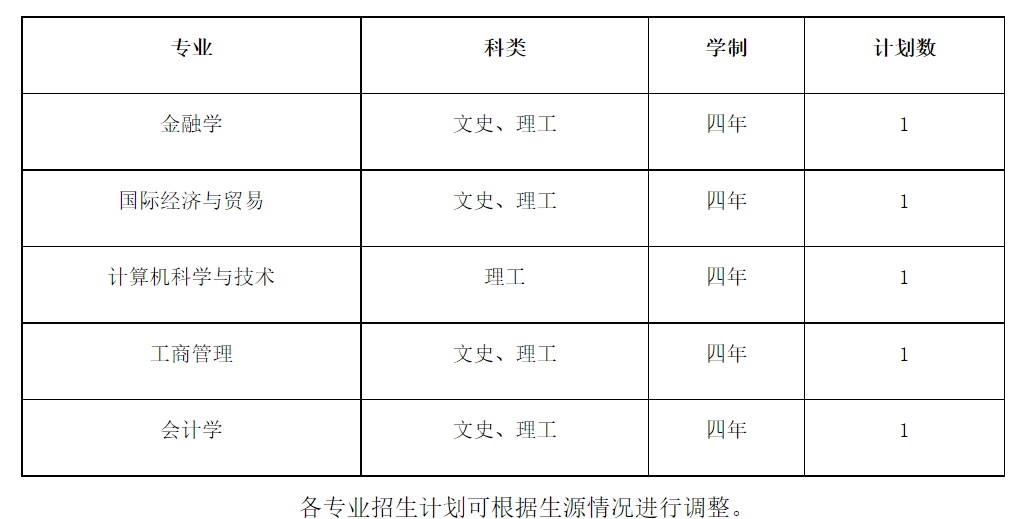 专业 科类 学制 计划数
金融学 文史、理工 四年 1
国际经济与贸易 文史、理工 四年 1
计算机科学与技术 理工 四年 1
工商管理 文史、理工 四年 1
会计学 文史、理工 四年 1
各专业招生计划可根据生源情况进行调整。